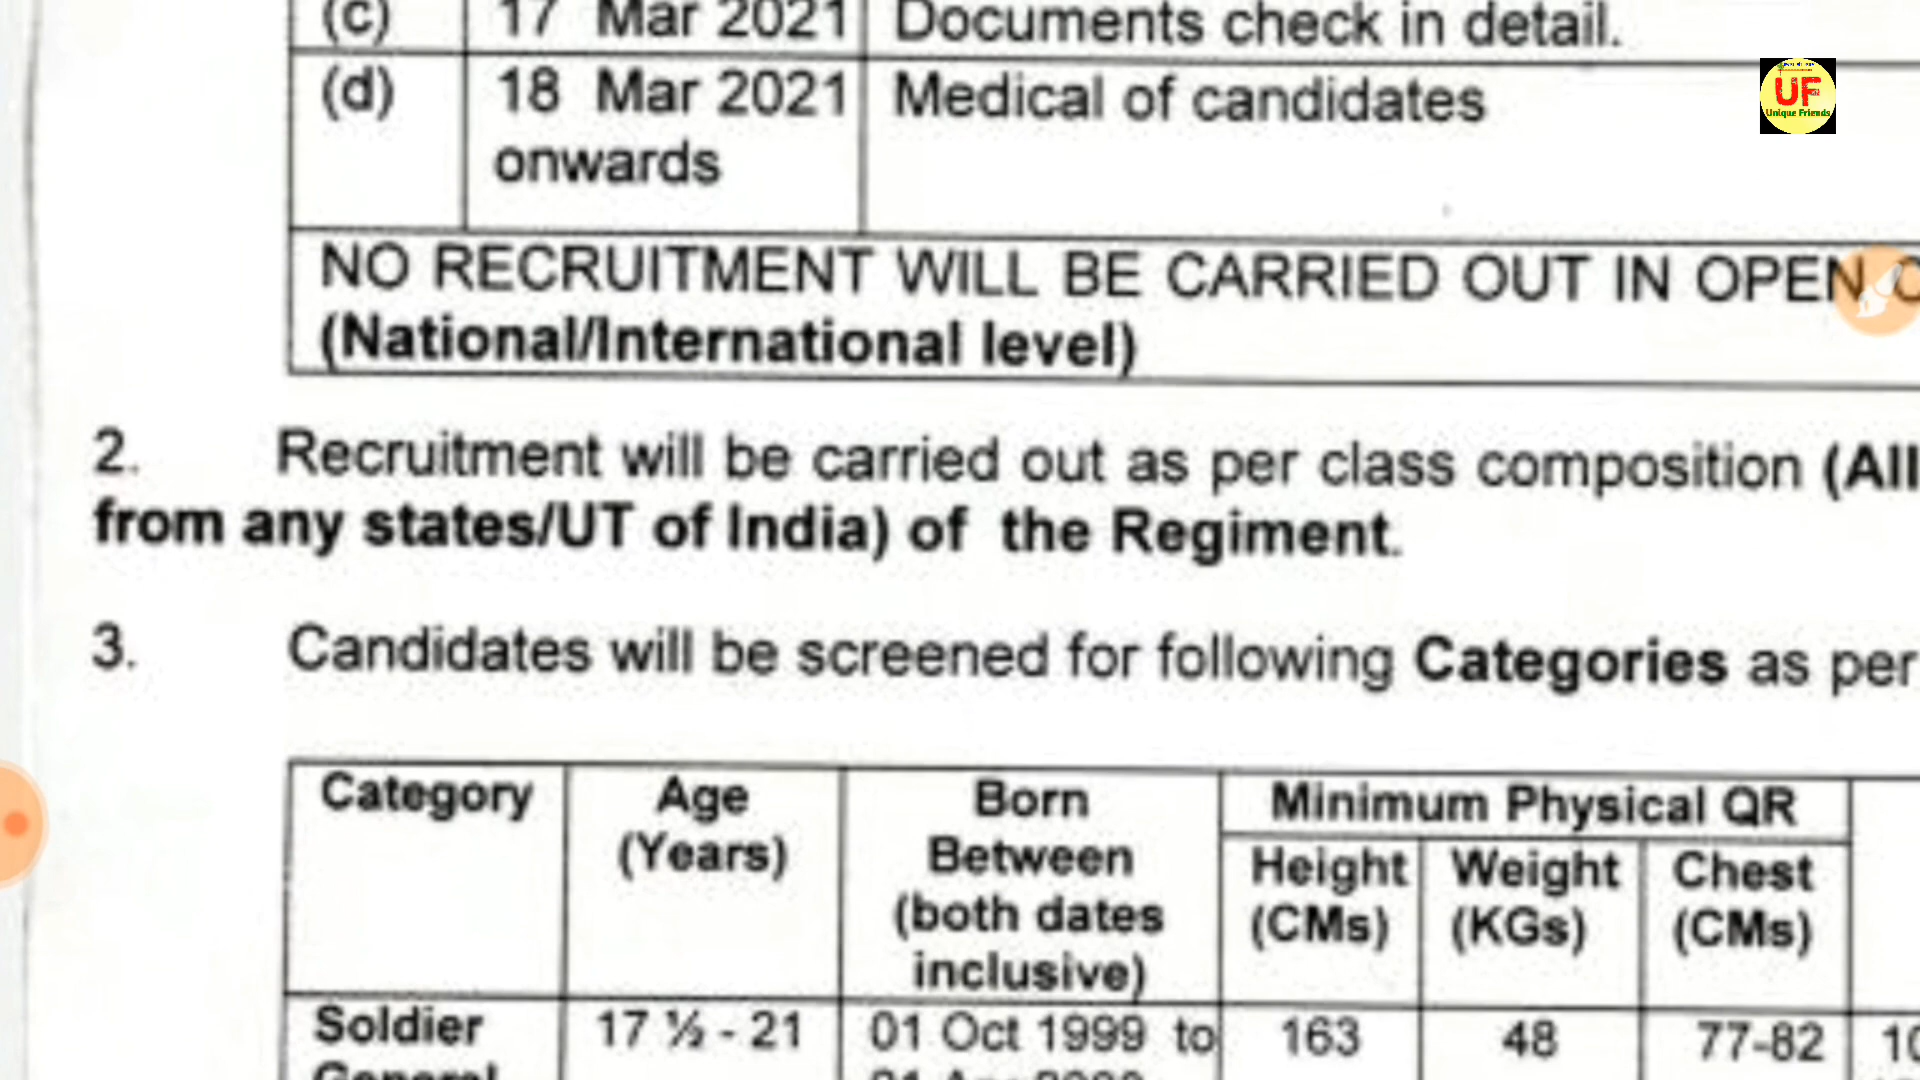 (c) 17 Mar 2021 Documents check in detail.
(d) 18 Mar 2021 Medical of candidates
onwards
UF
Unique Friends
NO RECRUITMENT WILL BE CARRIED OUT IN OPEN
(National/International level)
2. Recruitment will be carried out as per class composition (All
from any states/UT of India) of the Regiment.
3. Candidates will be screened for following Categories as per
Category Age Born Minimum Physical QR
(Years) Between Height Weight Chest
(both dates (CMs) (KGs) (CMs)
inclusive)
Soldier 17 ½ - 21 01 Oct 1999 to 163 48 77-82 10
General